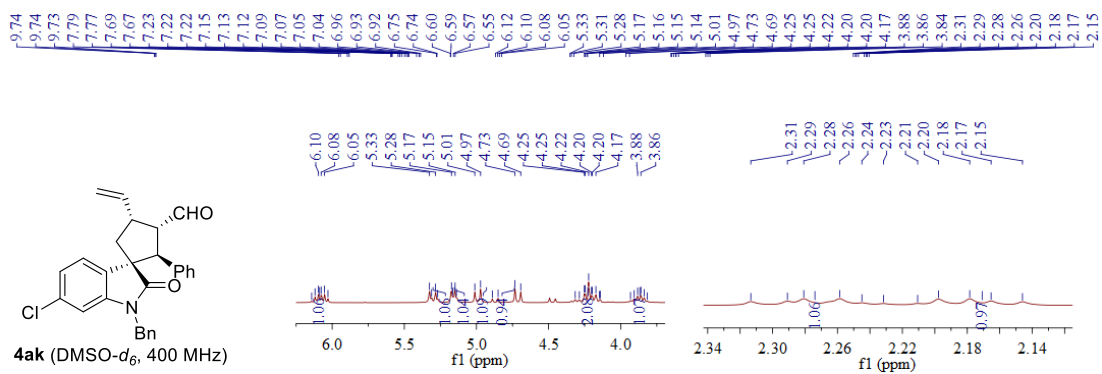 9.74 9.74 9.73 7.79 7.77 7.69 7.67 7.23 7.22 7.22 7.15 7.13 7.12 7.09 7.07 7.05 7.04 6.96 6.93 6.92 6.75 6.74 6.60 6.59 6.57 6.55 6.12 6.10 6.08 6.05 5.33 5.31 5.28 5.17 5.16 5.15 5.14 5.01 4.97 4.73 4.69 4.25 4.25 4.22 4.20 4.20 4.17 3.88 3.86 3.84 2.31 2.29 2.28 2.26 2.20 2.18 2.17 2.15
6.10 6.08 6.05 5.33 5.28 5.17 5.15 5.01 4.97 4.73 4.69 4.25 4.25 4.22 4.20 4.20 4.17 3.88 3.86
2.31 2.29 2.28 2.26 2.24 2.23 2.21 2.20 2.18 2.17 2.15
CHO
Ph
O
N
Cl
Bn
4ak (DMSO-d6, 400 MHz)
1.06 1.06 1.04 1.09 0.94 2.08 1.07
6.0 5.5 5.0 4.5 4.0
f1 (ppm)
1.06 0.97
2.34 2.30 2.26 2.22 2.18 2.14
f1 (ppm)